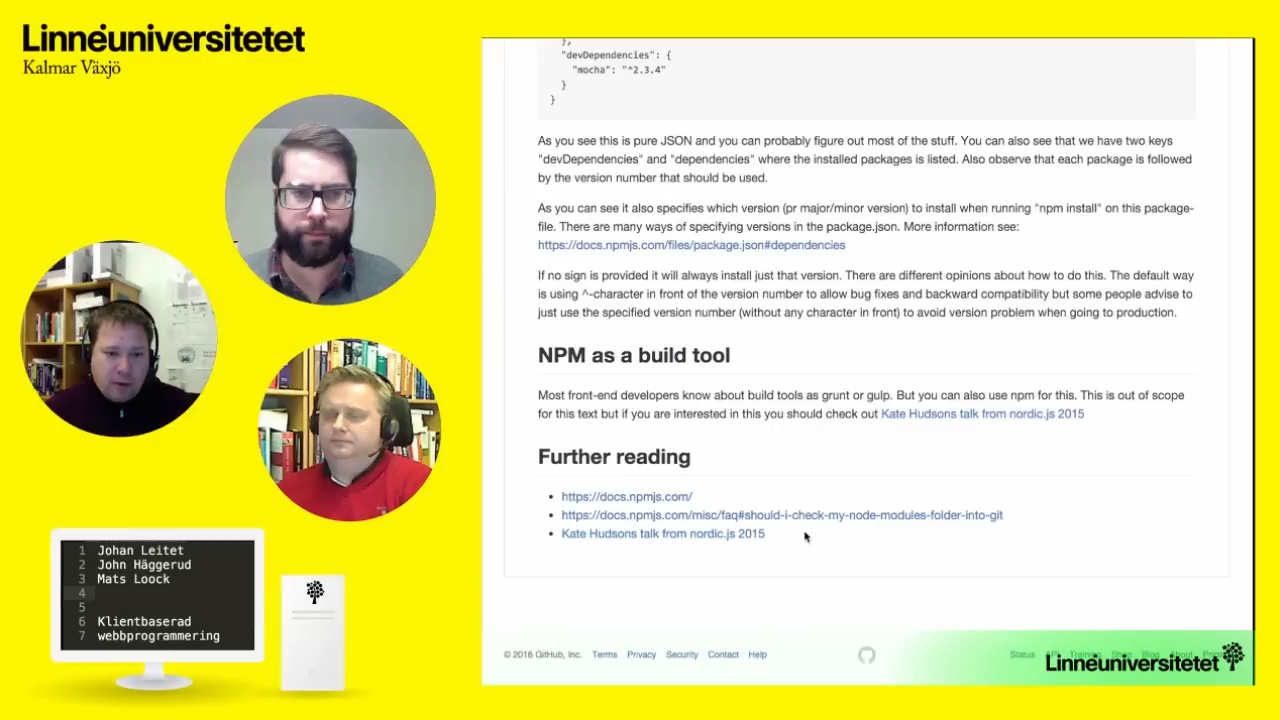 Linnéuniversitetet
Kalmar Växjö
1 Johan Leitet
2 John Häggerud
3 Mats Loock
4
5
6 Klientbaserad
7 webbprogrammering
},
"devDependencies": {
"mocha": "^2.3.4"
}
}
As you see this is pure JSON and you can probably figure out most of the stuff. You can also see that we have two keys
"devDependencies" and "dependencies" where the installed packages is listed. Also observe that each package is followed
by the version number that should be used.
As you can see it also specifies which version (pr major/minor version) to install when running "npm install" on this package-
file. There are many ways of specifying versions in the package.json. More information see:
https://docs.npmjs.com/files/package.json#dependencies
If no sign is provided it will always install just that version. There are different opinions about how to do this. The default way
is using ^-character in front of the version number to allow bug fixes and backward compatibility but some people advise to
just use the specified version number (without any character in front) to avoid version problem when going to production.
NPM as a build tool
Most front-end developers know about build tools as grunt or gulp. But you can also use npm for this. This is out of scope
for this text but if you are interested in this you should check out Kate Hudsons talk from nordic.js 2015
Further reading
• https://docs.npmjs.com/
• https://docs.npmjs.com/misc/faq#should-i-check-my-node-modules-folder-into-git
• Kate Hudsons talk from nordic.js 2015
© 2016 GitHub, Inc. Terms Privacy Security Contact Help
Status API Training Shop Blog About
Linnéuniversitetet